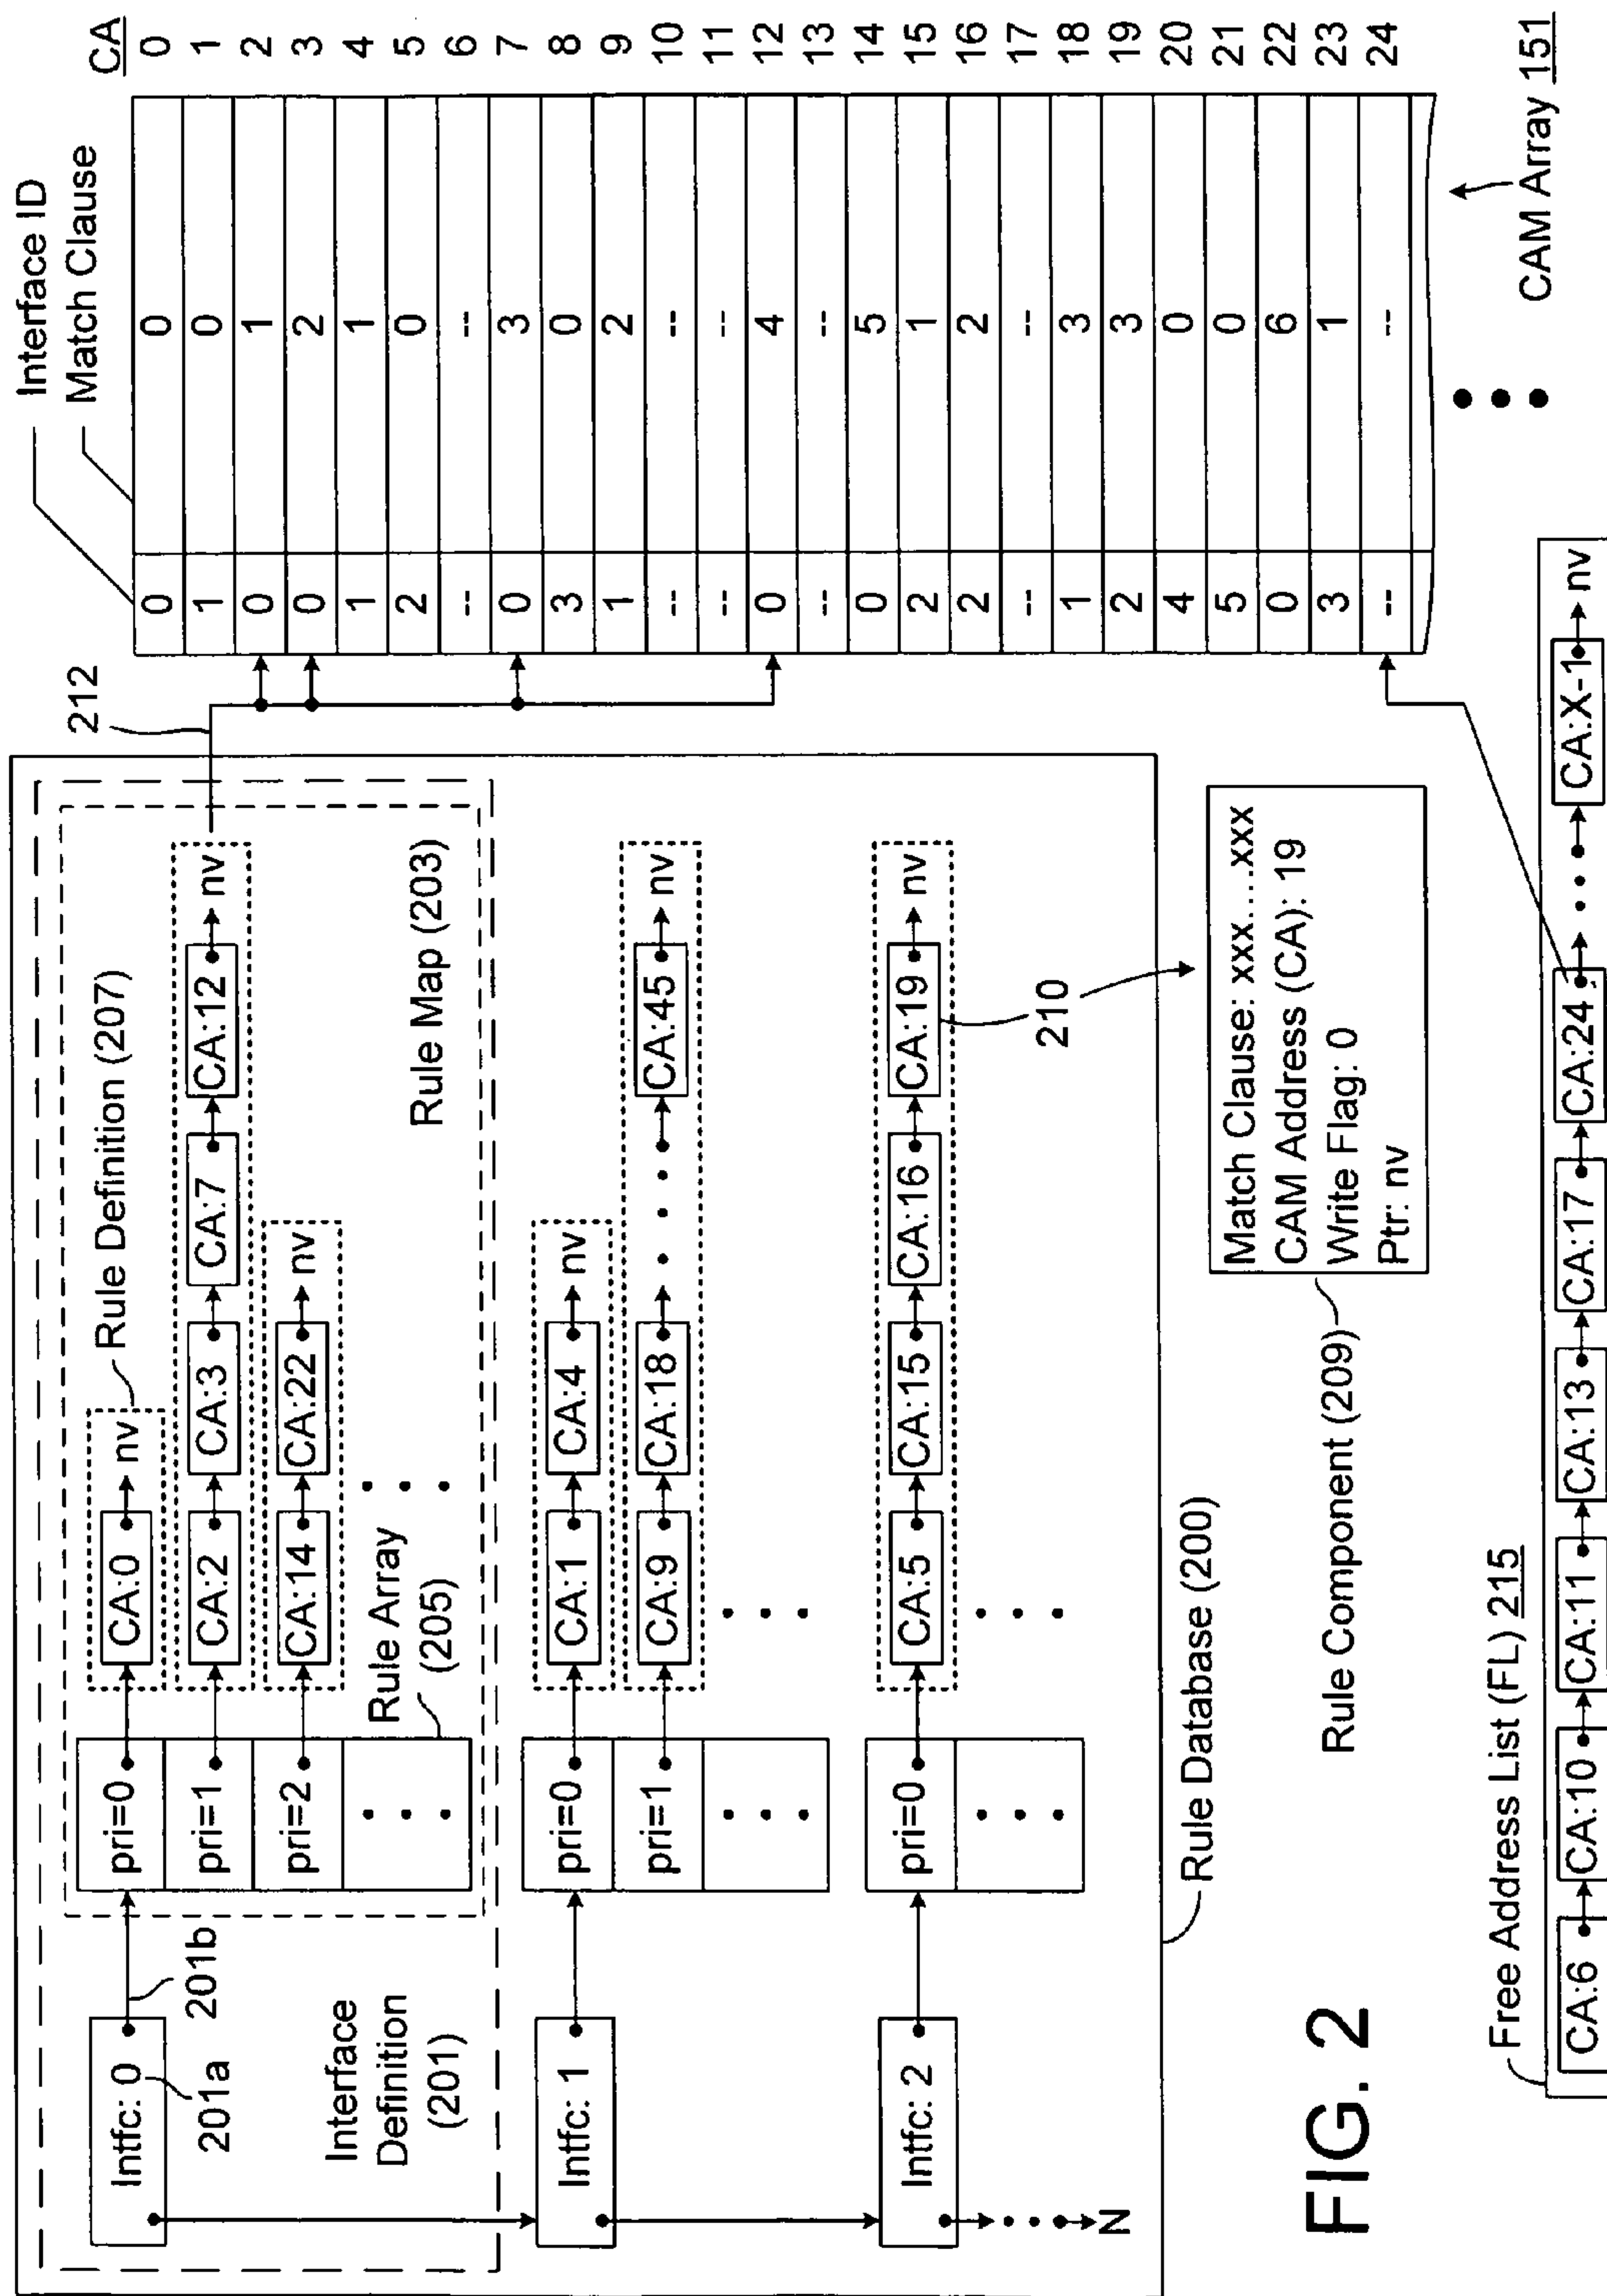 Interface ID
Match Clause
CA
0 0 0
1 0 1
0 1 2
0 2 3
1 1 4
2 0 5
-- -- 6
0 3 7
3 0 8
1 2 9
-- -- 10
-- -- 11
0 4 12
-- -- 13
0 5 14
2 1 15
2 2 16
-- -- 17
1 3 18
2 3 19
4 0 20
5 0 21
0 6 22
3 1 23
-- -- 24
CAM Array 151
212
Intfc: 0
201a
201b
Interface
Definition
(201)
pri=0
pri=1
pri=2
CA:0 nv
Rule Definition (207)
CA:2 CA:3 CA:7 CA:12 nv
CA:14 CA:22 nv
Rule Array
(205)
Rule Map (203)
Intfc: 1
pri=0
pri=1
CA:1 CA:4 nv
CA:9 CA:18 CA:45 nv
Intfc: 2
pri=0
CA:5 CA:15 CA:16 CA:19 nv
N
210
Rule Database (200)
Rule Component (209)
Match Clause: xxx...xxx
CAM Address (CA): 19
Write Flag: 0
Ptr: nv
FIG. 2
Free Address List (FL) 215
CA:6 CA:10 CA:11 CA:13 CA:17 CA:24 CA:X-1 nv